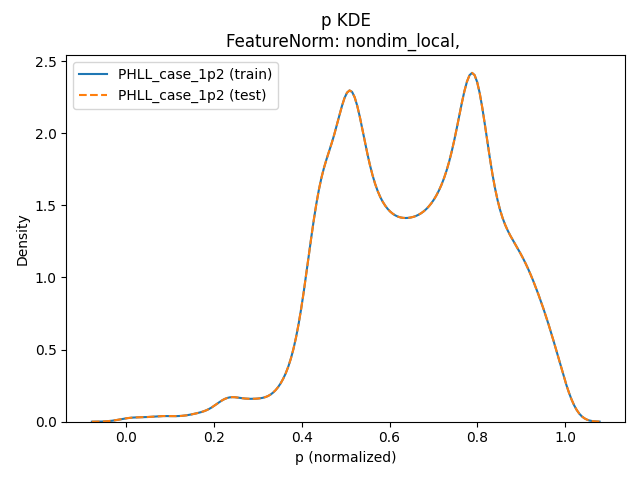 p KDE
FeatureNorm: nondim_local,
PHLL_case_1p2 (train)
PHLL_case_1p2 (test)
Density
2.5
2.0
1.5
1.0
0.5
0.0
0.0 0.2 0.4 0.6 0.8 1.0
p (normalized)